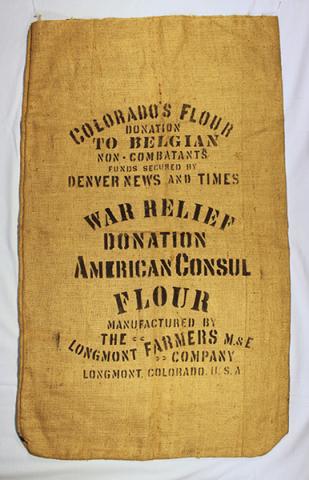 COLORADO'S FLOUR
DONATION
TO BELGIAN
NON-COMBATANTS
FUNDS SECURED BY
DENVER NEWS AND TIMES
WAR RELIEF
DONATION
AMERICAN CONSUL
FLOUR
MANUFACTURED BY
THE FARMERS M.&E
LONGMONT COMPANY
LONGMONT, COLORADO. U.S.A